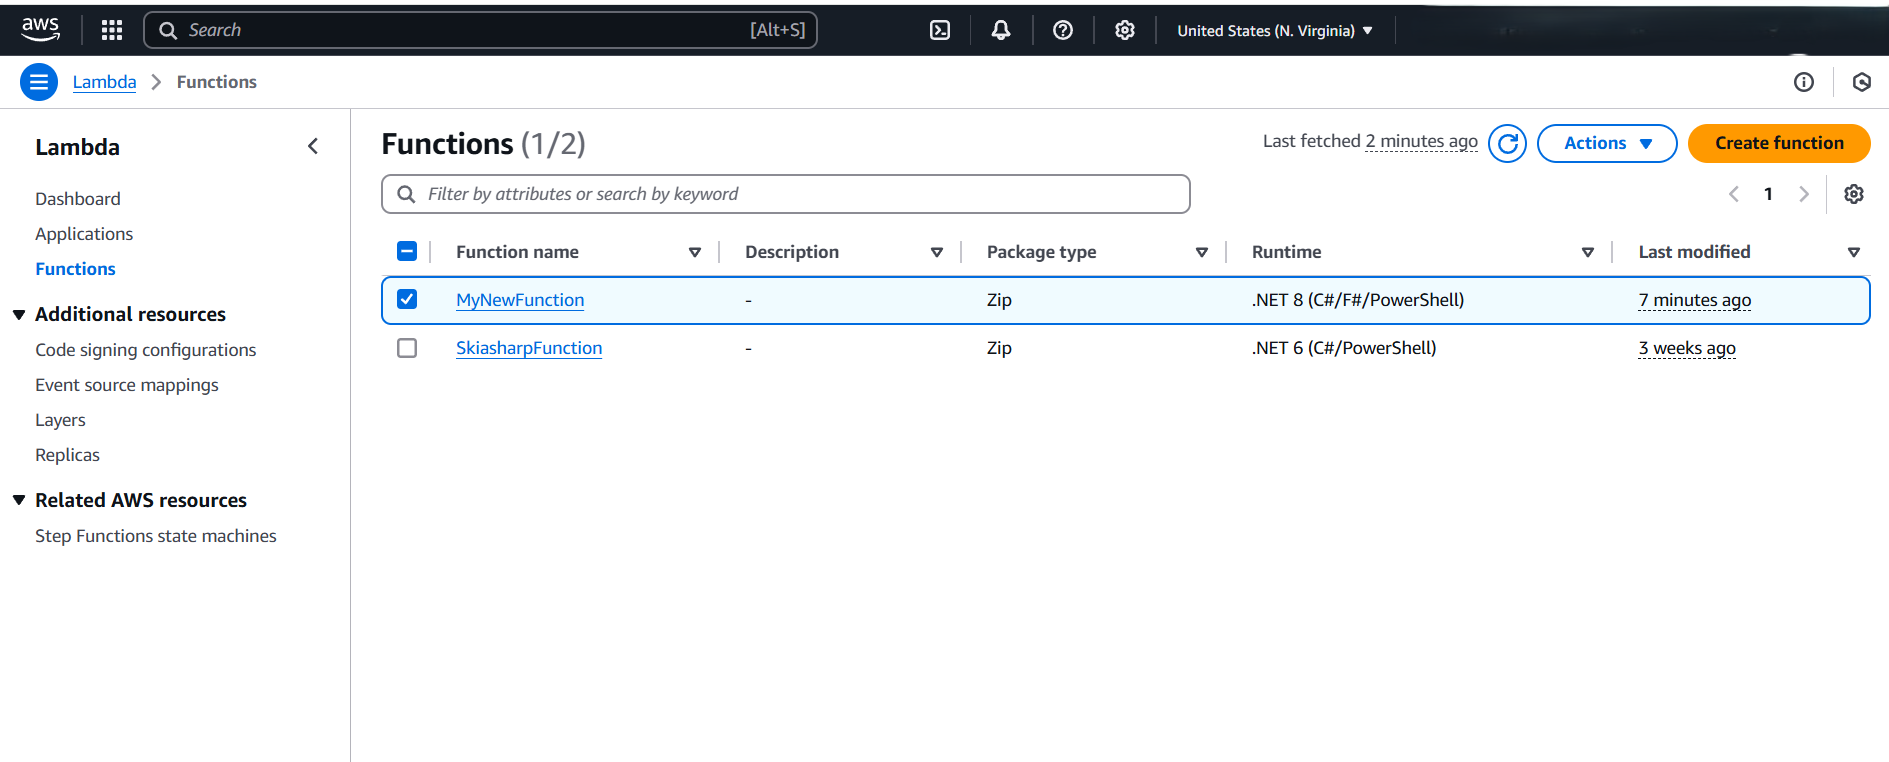 aws Search [Alt+S] United States (N. Virginia)
Lambda Functions
Lambda
Dashboard
Applications
Functions
Additional resources
Code signing configurations
Event source mappings
Layers
Replicas
Related AWS resources
Step Functions state machines
Functions (1/2)
Last fetched 2 minutes ago Actions Create function
Filter by attributes or search by keyword 1
Function name Description Package type Runtime Last modified
MyNewFunction - Zip .NET 8 (C#/F#/PowerShell) 7 minutes ago
SkiasharpFunction - Zip .NET 6 (C#/PowerShell) 3 weeks ago